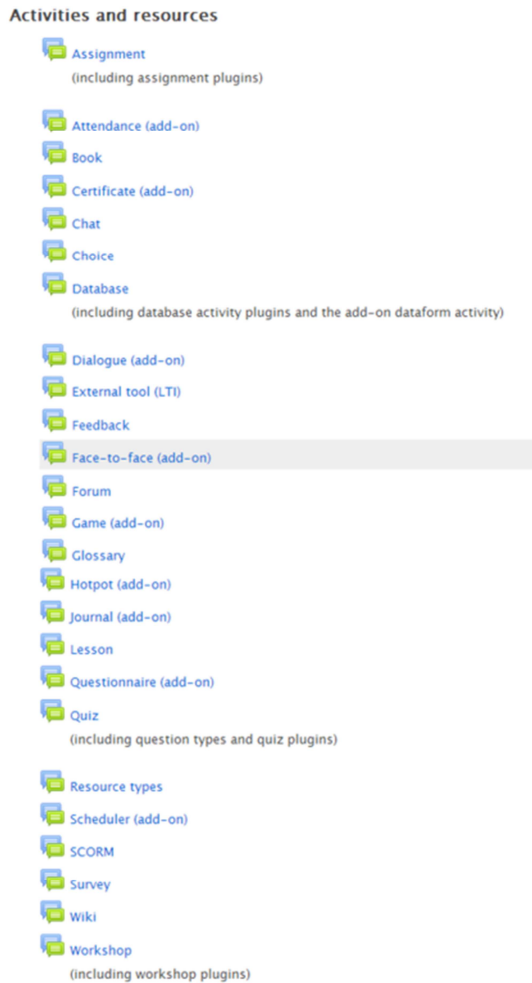 Activities and resources
Assignment
(including assignment plugins)
Attendance (add-on)
Book
Certificate (add-on)
Chat
Choice
Database
(including database activity plugins and the add-on dataform activity)
Dialogue (add-on)
External tool (LTI)
Feedback
Face-to-face (add-on)
Forum
Game (add-on)
Glossary
Hotpot (add-on)
Journal (add-on)
Lesson
Questionnaire (add-on)
Quiz
(including question types and quiz plugins)
Resource types
Scheduler (add-on)
SCORM
Survey
Wiki
Workshop
(including workshop plugins)